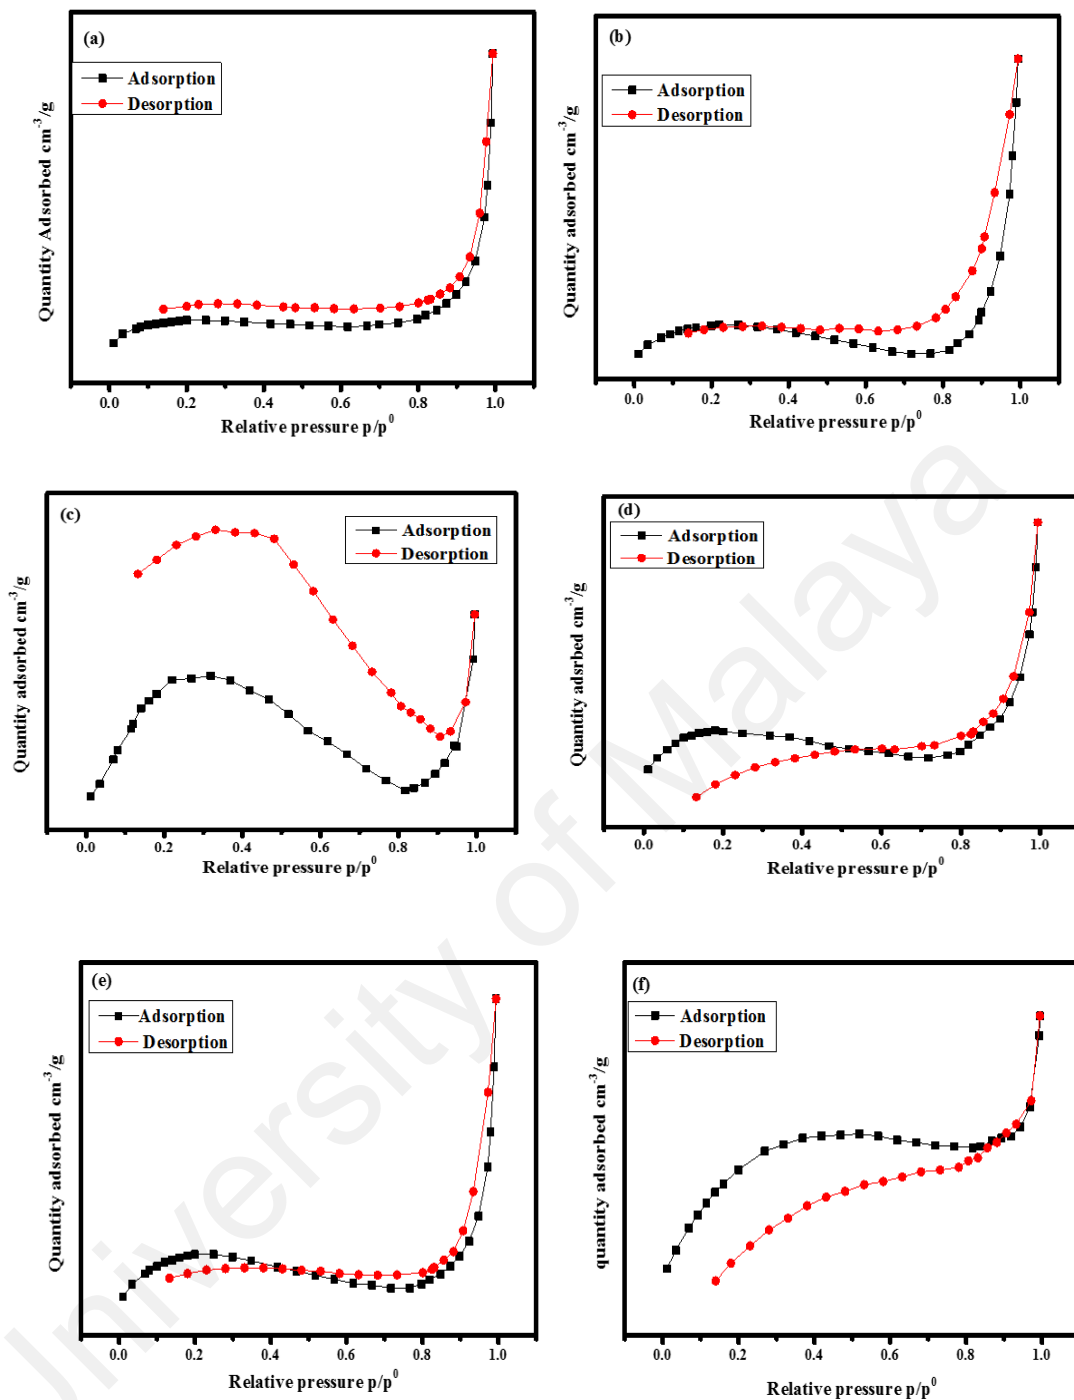 (a)
Adsorption
Desorption
Quantity Adsorbed cm⁻³/g
0.0 0.2 0.4 0.6 0.8 1.0
Relative pressure p/p⁰
(b)
Adsorption
Desorption
Quantity adsorbed cm⁻³/g
0.0 0.2 0.4 0.6 0.8 1.0
Relative pressure p/p⁰
(c)
Adsorption
Desorption
Quantity adsorbed cm⁻³/g
0.0 0.2 0.4 0.6 0.8 1.0
Relative pressure p/p⁰
(d)
Adsorption
Desorption
Quantity adsrbed cm⁻³/g
0.0 0.2 0.4 0.6 0.8 1.0
Relative pressure p/p⁰
(e)
Adsorption
Desorption
Quantity adsorbed cm⁻³/g
0.0 0.2 0.4 0.6 0.8 1.0
Relative pressure p/p⁰
(f)
Adsorption
Desorption
quantity adsorbed cm⁻³/g
0.0 0.2 0.4 0.6 0.8 1.0
Relative pressure p/p⁰
University of Malaya